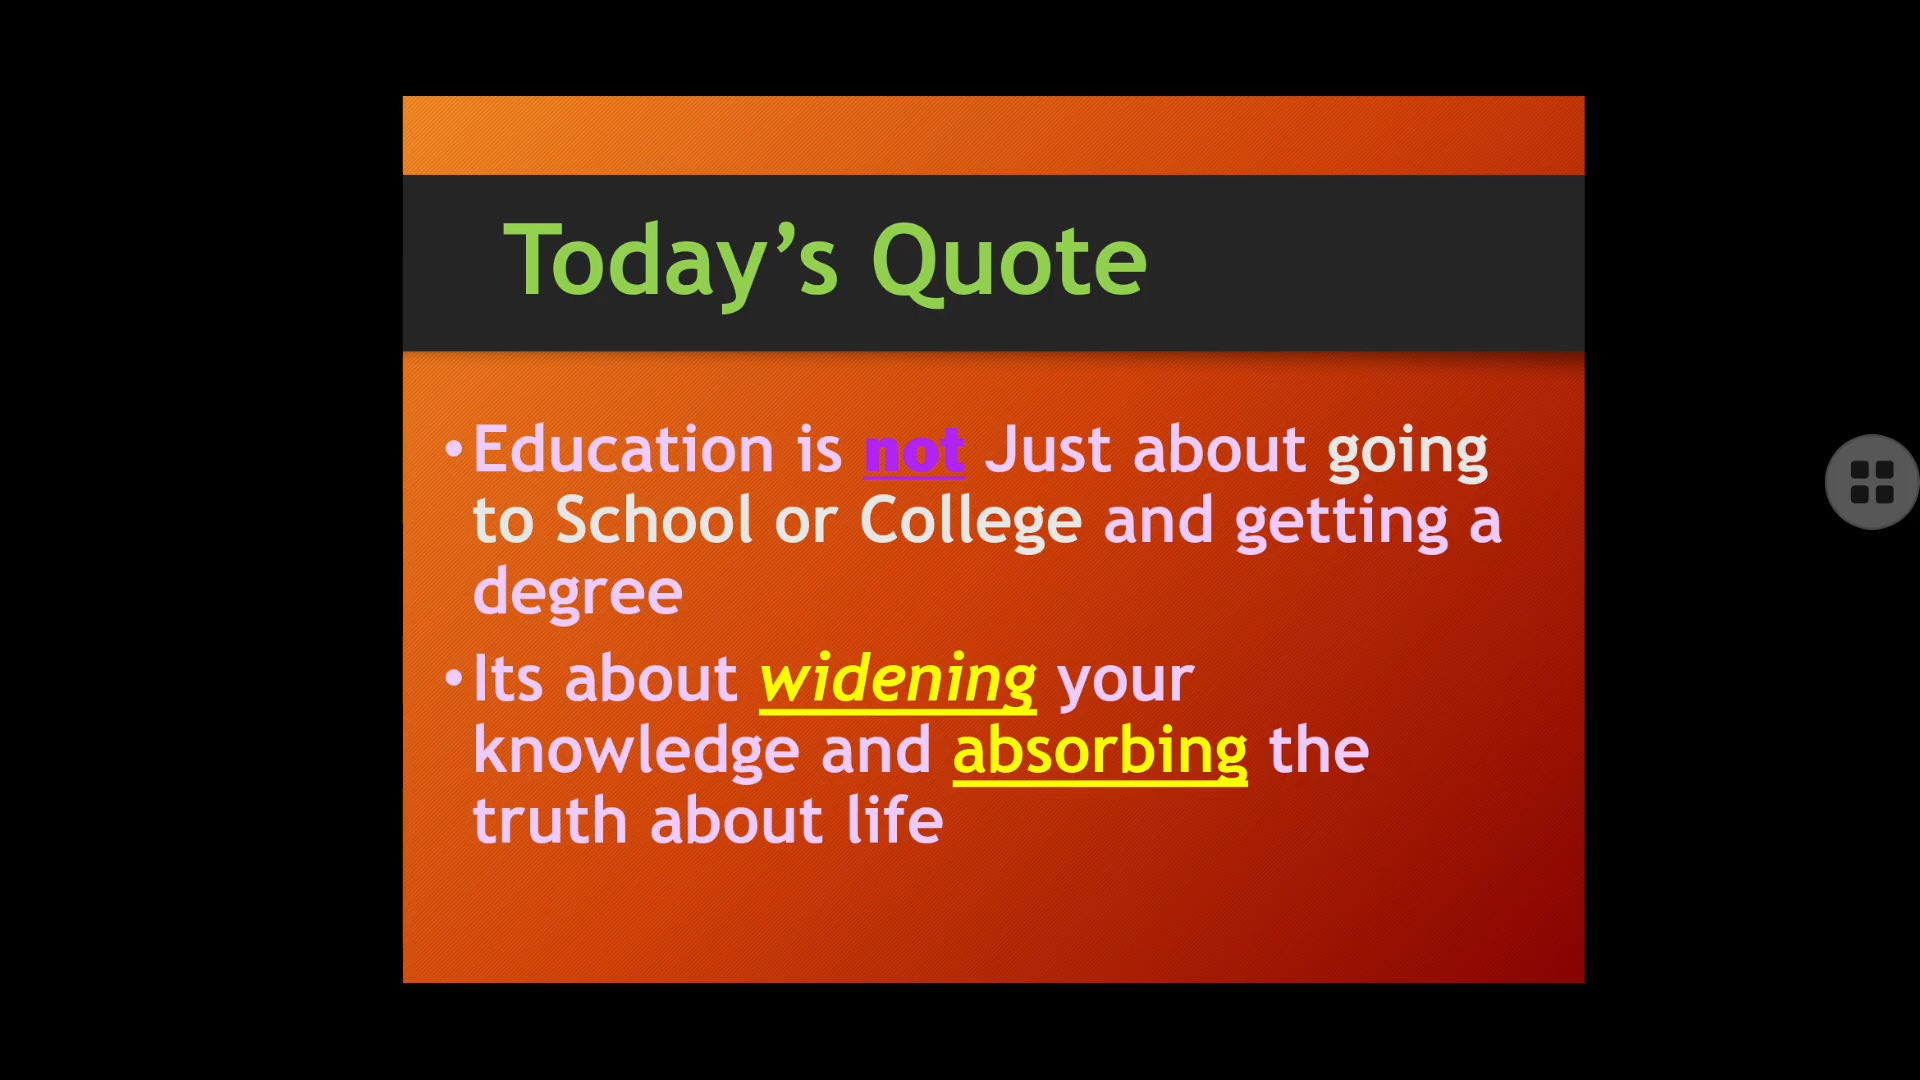 Today’s Quote
•Education is not Just about going
to School or College and getting a
degree
•Its about widening your
knowledge and absorbing the
truth about life